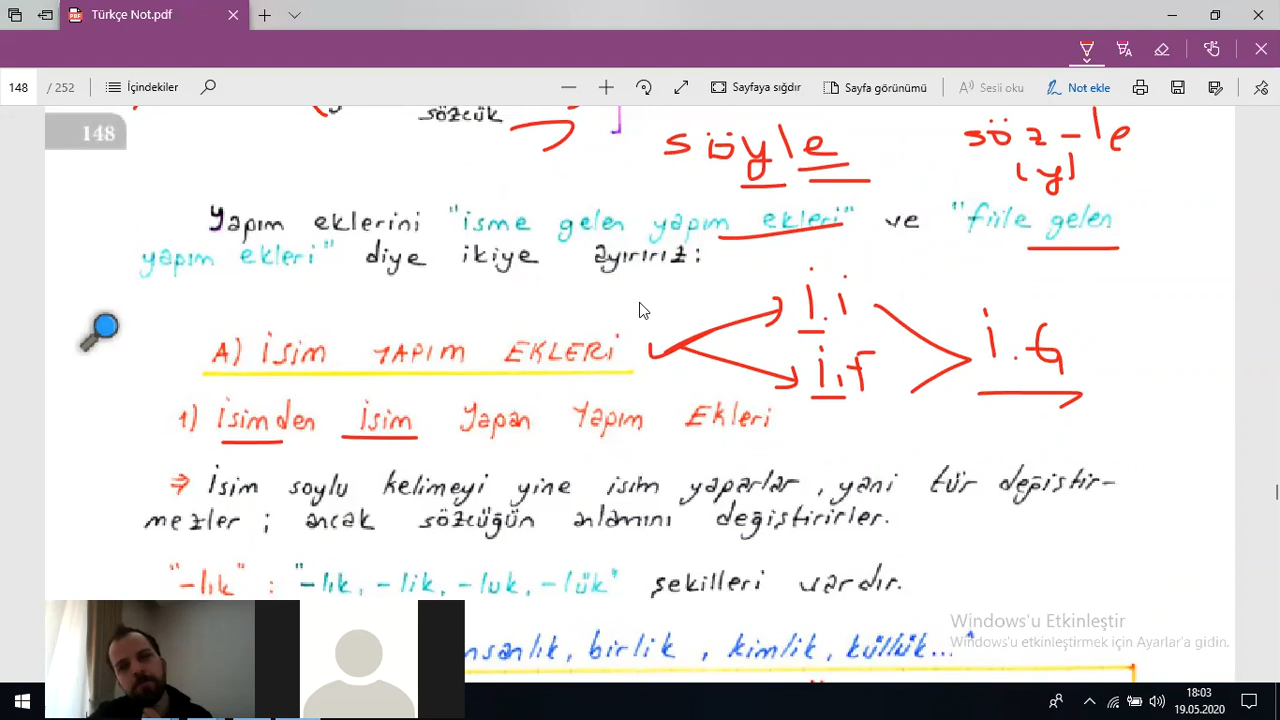 Türkçe Not.pdf
148 / 252
İçindekiler
Sayfaya sığdır
Sayfa görünümü
Sesli oku
Not ekle
sözcük
148
söyle
söz-le
(y)
Yapım eklerini "isme gelen yapım ekleri" ve "fiile gelen
yapım ekleri" diye ikiye ayırırız:
A) İSİM YAPIM EKLERİ
İ.İ
İ.F
İ.G
1) İsimden İsim Yapan Yapım Ekleri
⇒ İsim soylu kelimeyi yine isim yaparlar, yani tür değiştir-
mezler; ancak sözcüğün anlamını değiştirirler.
"-lık" : "-lık, -lik, -luk, -lük" şekilleri vardır.
nsanlık, birlik, kimlik, küllük..."
Windows'u Etkinleştir
Windows'u etkinleştirmek için Ayarlar'a gidin.
18:03
19.05.2020